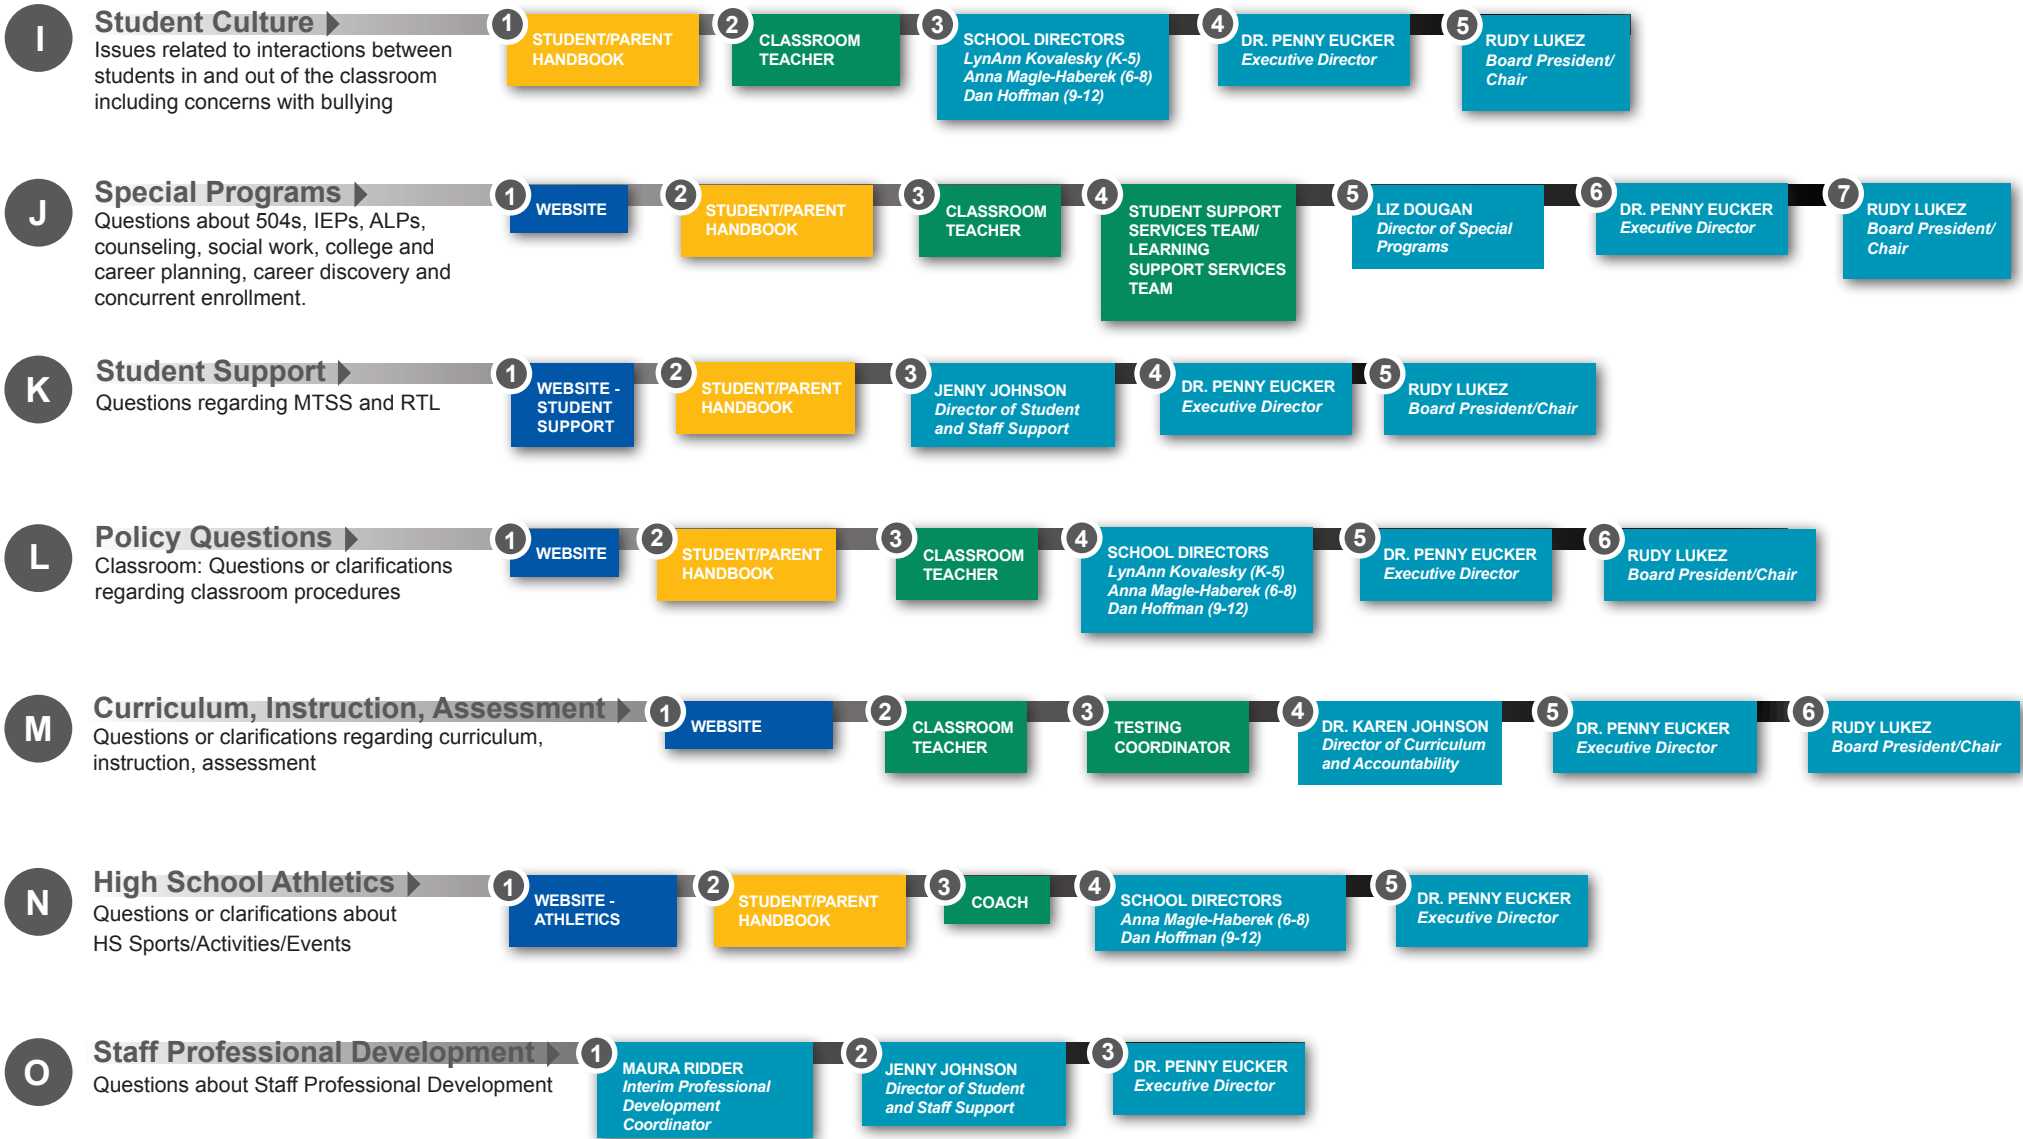 I
Student Culture
Issues related to interactions between
students in and out of the classroom
including concerns with bullying
1
STUDENT/PARENT
HANDBOOK
2
CLASSROOM
TEACHER
3
SCHOOL DIRECTORS
LynAnn Kovalesky (K-5)
Anna Magle-Haberek (6-8)
Dan Hoffman (9-12)
4
DR. PENNY EUCKER
Executive Director
5
RUDY LUKEZ
Board President/
Chair
J
Special Programs
Questions about 504s, IEPs, ALPs,
counseling, social work, college and
career planning, career discovery and
concurrent enrollment.
1
WEBSITE
2
STUDENT/PARENT
HANDBOOK
3
CLASSROOM
TEACHER
4
STUDENT SUPPORT
SERVICES TEAM/
LEARNING
SUPPORT SERVICES
TEAM
5
LIZ DOUGAN
Director of Special
Programs
6
DR. PENNY EUCKER
Executive Director
7
RUDY LUKEZ
Board President/
Chair
K
Student Support
Questions regarding MTSS and RTL
1
WEBSITE -
STUDENT
SUPPORT
2
STUDENT/PARENT
HANDBOOK
3
JENNY JOHNSON
Director of Student
and Staff Support
4
DR. PENNY EUCKER
Executive Director
5
RUDY LUKEZ
Board President/Chair
L
Policy Questions
Classroom: Questions or clarifications
regarding classroom procedures
1
WEBSITE
2
STUDENT/PARENT
HANDBOOK
3
CLASSROOM
TEACHER
4
SCHOOL DIRECTORS
LynAnn Kovalesky (K-5)
Anna Magle-Haberek (6-8)
Dan Hoffman (9-12)
5
DR. PENNY EUCKER
Executive Director
6
RUDY LUKEZ
Board President/Chair
M
Curriculum, Instruction, Assessment
Questions or clarifications regarding curriculum,
instruction, assessment
1
WEBSITE
2
CLASSROOM
TEACHER
3
TESTING
COORDINATOR
4
DR. KAREN JOHNSON
Director of Curriculum
and Accountability
5
DR. PENNY EUCKER
Executive Director
6
RUDY LUKEZ
Board President/Chair
N
High School Athletics
Questions or clarifications about
HS Sports/Activities/Events
1
WEBSITE -
ATHLETICS
2
STUDENT/PARENT
HANDBOOK
3
COACH
4
SCHOOL DIRECTORS
Anna Magle-Haberek (6-8)
Dan Hoffman (9-12)
5
DR. PENNY EUCKER
Executive Director
O
Staff Professional Development
Questions about Staff Professional Development
1
MAURA RIDDER
Interim Professional
Development
Coordinator
2
JENNY JOHNSON
Director of Student
and Staff Support
3
DR. PENNY EUCKER
Executive Director